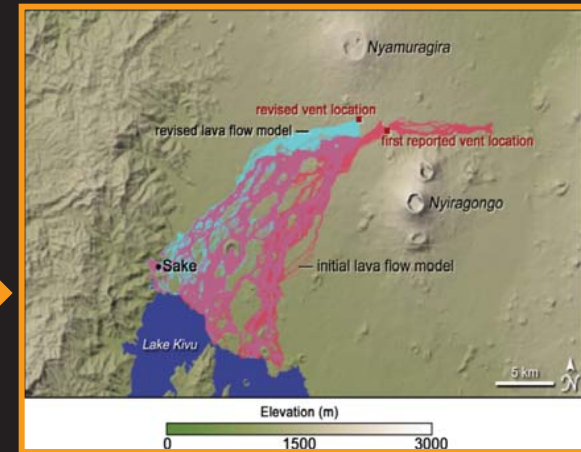 Nyamuragira
revised vent location
revised lava flow model
first reported vent location
Nyiragongo
Sake
initial lava flow model
Lake Kivu
5 km
N
Elevation (m)
0 1500 3000